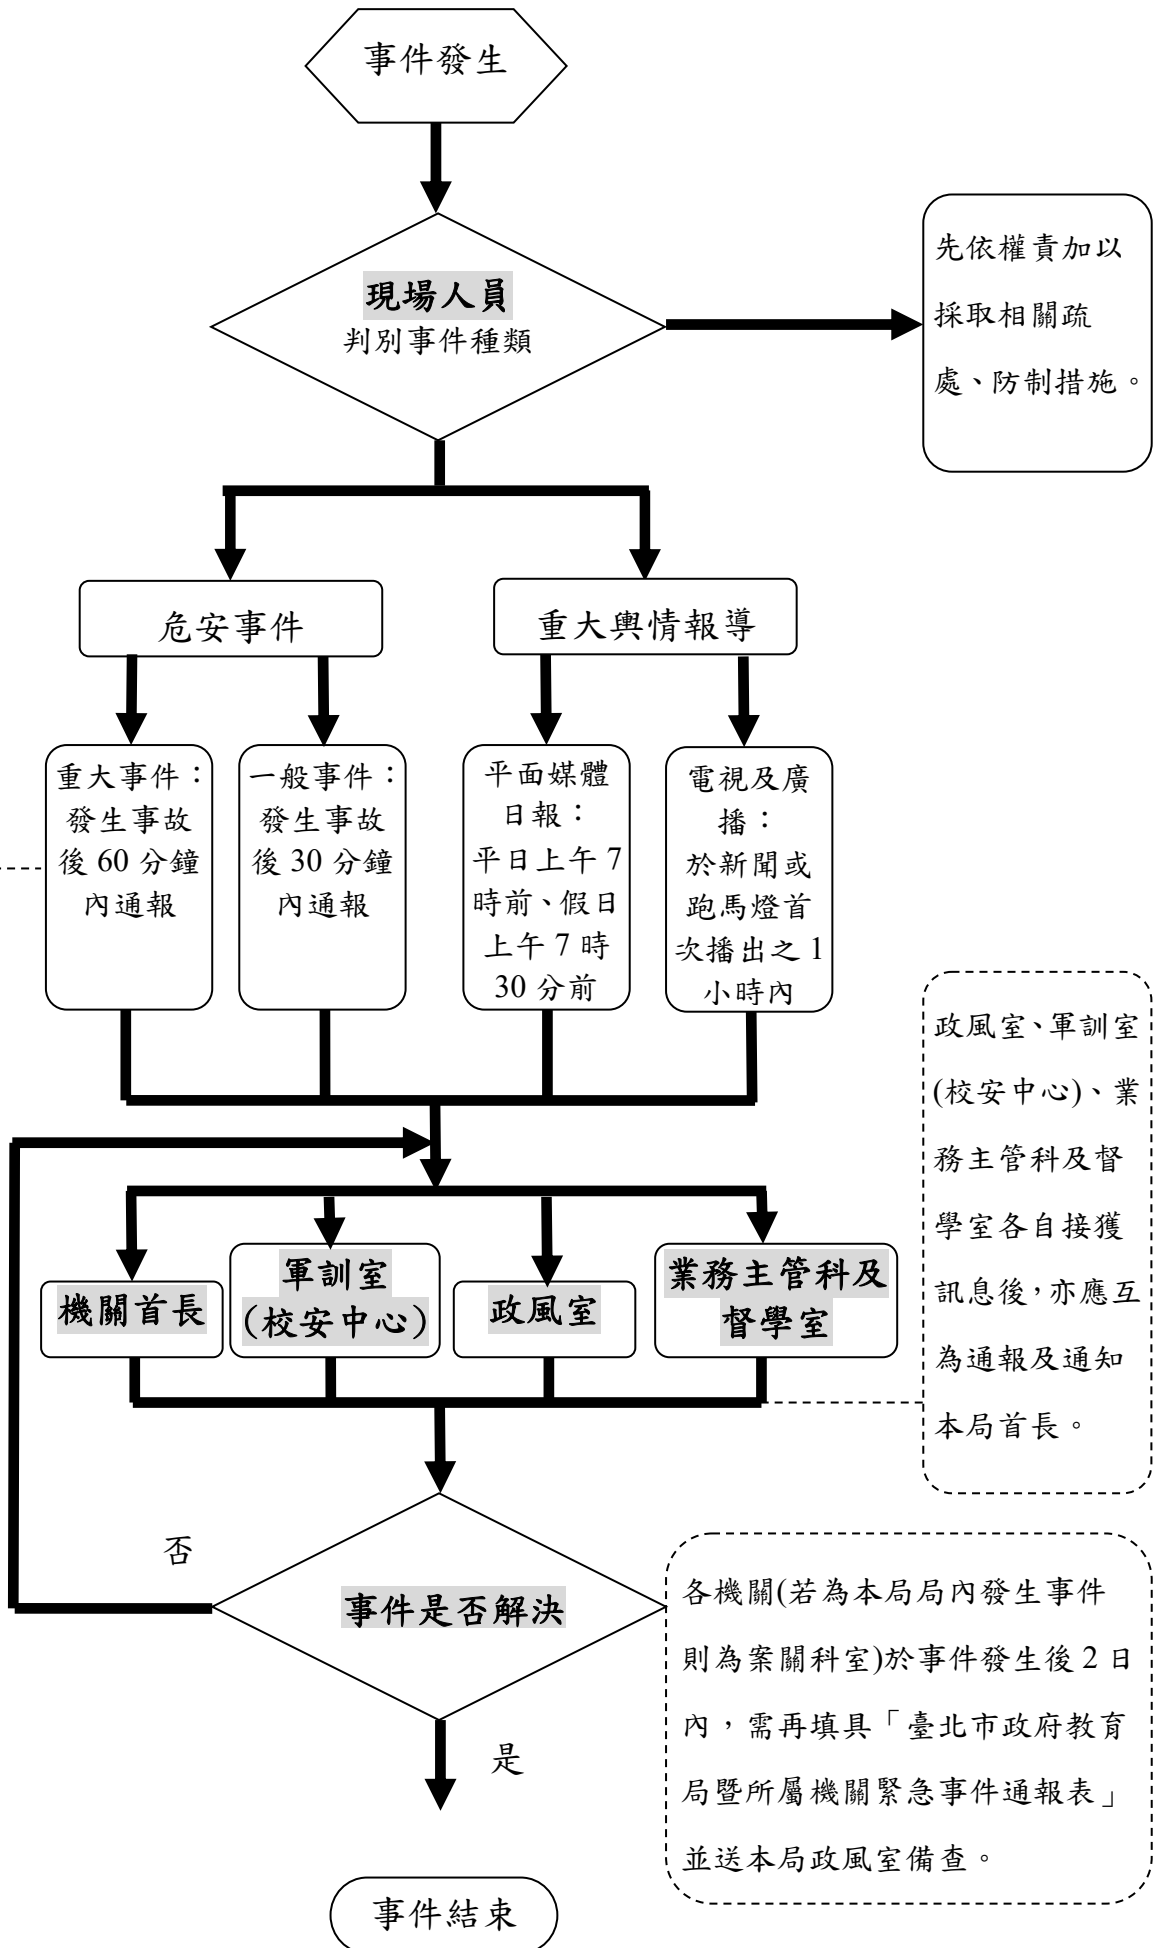 事件發生
現場人員
判別事件種類
先依權責加以
採取相關疏
處、防制措施。
危安事件
重大輿情報導
重大事件：
發生事故
後 60 分鐘
內通報
一般事件：
發生事故
後 30 分鐘
內通報
平面媒體
日報：
平日上午 7
時前、假日
上午 7 時
30 分前
電視及廣
播：
於新聞或
跑馬燈首
次播出之 1
小時內
政風室、軍訓室
(校安中心)、業
務主管科及督
學室各自接獲
訊息後，亦應互
為通報及通知
本局首長。
機關首長
軍訓室
(校安中心)
政風室
業務主管科及
督學室
否
事件是否解決
是
各機關(若為本局局內發生事件
則為案關科室)於事件發生後 2 日
內，需再填具「臺北市政府教育
局暨所屬機關緊急事件通報表」
並送本局政風室備查。
事件結束